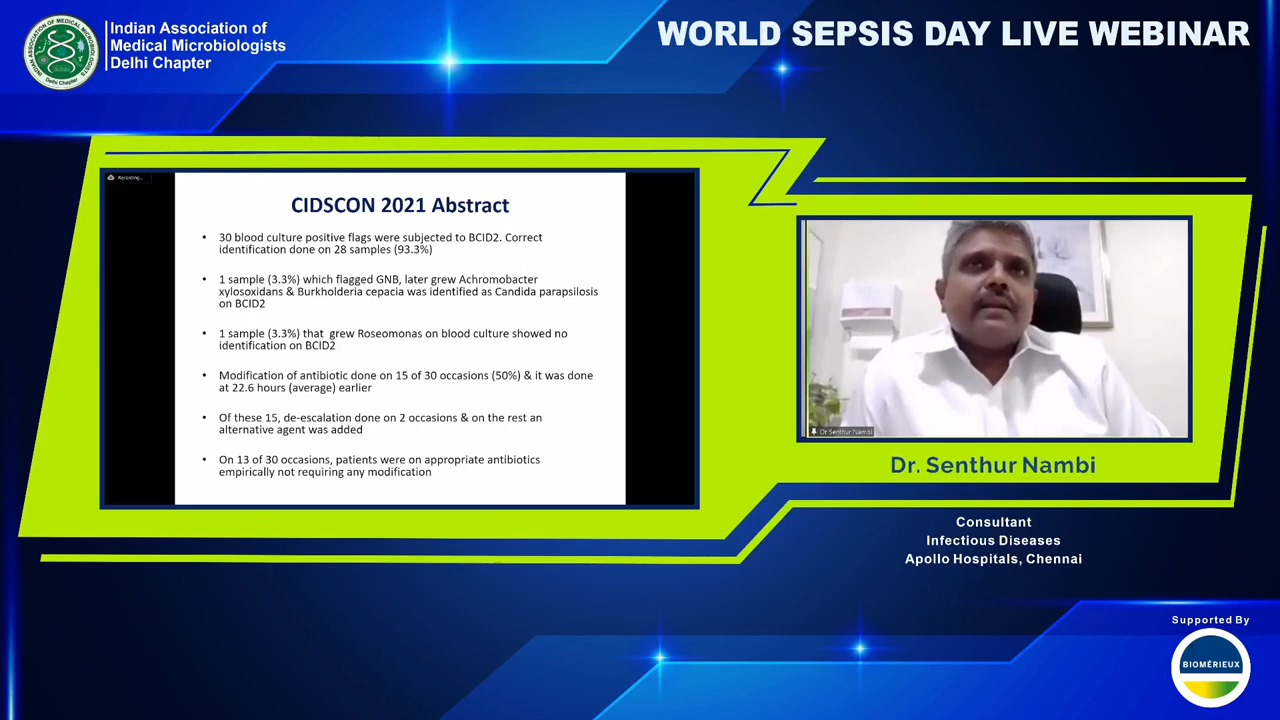 Indian Association of
Medical Microbiologists
Delhi Chapter
WORLD SEPSIS DAY LIVE WEBINAR
Recording...
CIDSCON 2021 Abstract
• 30 blood culture positive flags were subjected to BCID2. Correct
identification done on 28 samples (93.3%)
• 1 sample (3.3%) which flagged GNB, later grew Achromobacter
xylosoxidans & Burkholderia cepacia was identified as Candida parapsilosis
on BCID2
• 1 sample (3.3%) that grew Roseomonas on blood culture showed no
identification on BCID2
• Modification of antibiotic done on 15 of 30 occasions (50%) & it was done
at 22.6 hours (average) earlier
• Of these 15, de-escalation done on 2 occasions & on the rest an
alternative agent was added
• On 13 of 30 occasions, patients were on appropriate antibiotics
empirically not requiring any modification
Dr Senthur Nambi
Dr. Senthur Nambi
Consultant
Infectious Diseases
Apollo Hospitals, Chennai
Supported By
BIOMÉRIEUX